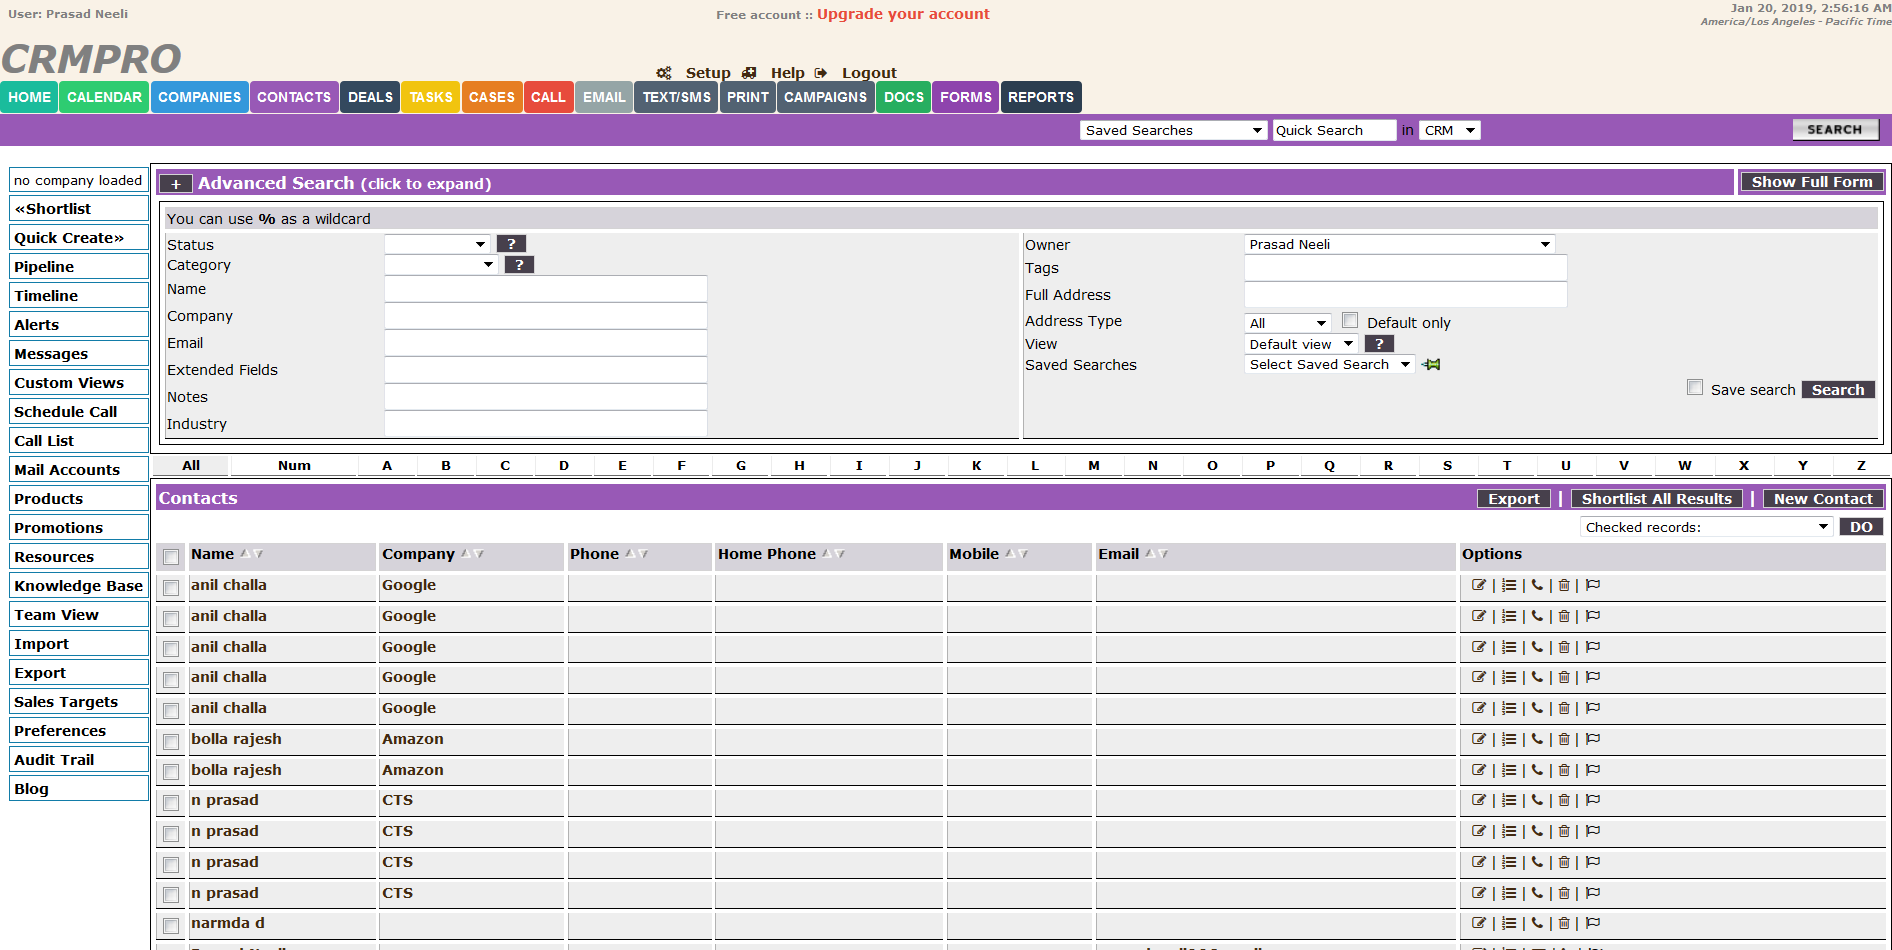 User: Prasad Neeli
Free account :: Upgrade your account
Jan 20, 2019, 2:56:16 AM
America/Los Angeles - Pacific Time
CRMPRO
Setup Help Logout
HOME CALENDAR COMPANIES CONTACTS DEALS TASKS CASES CALL EMAIL TEXT/SMS PRINT CAMPAIGNS DOCS FORMS REPORTS
Saved Searches Quick Search in CRM SEARCH
no company loaded
«Shortlist
Quick Create»
Pipeline
Timeline
Alerts
Messages
Custom Views
Schedule Call
Call List
Mail Accounts
Products
Promotions
Resources
Knowledge Base
Team View
Import
Export
Sales Targets
Preferences
Audit Trail
Blog
+ Advanced Search (click to expand) Show Full Form
You can use % as a wildcard
Status ?
Category ?
Name
Company
Email
Extended Fields
Notes
Industry
Owner Prasad Neeli
Tags
Full Address
Address Type All Default only
View Default view ?
Saved Searches Select Saved Search
Save search Search
All Num A B C D E F G H I J K L M N O P Q R S T U V W X Y Z
Contacts Export | Shortlist All Results | New Contact
Checked records: DO
Name Company Phone Home Phone Mobile Email Options
anil challa Google | | | |
anil challa Google | | | |
anil challa Google | | | |
anil challa Google | | | |
anil challa Google | | | |
bolla rajesh Amazon | | | |
bolla rajesh Amazon | | | |
n prasad CTS | | | |
n prasad CTS | | | |
n prasad CTS | | | |
n prasad CTS | | | |
narmda d | | | |